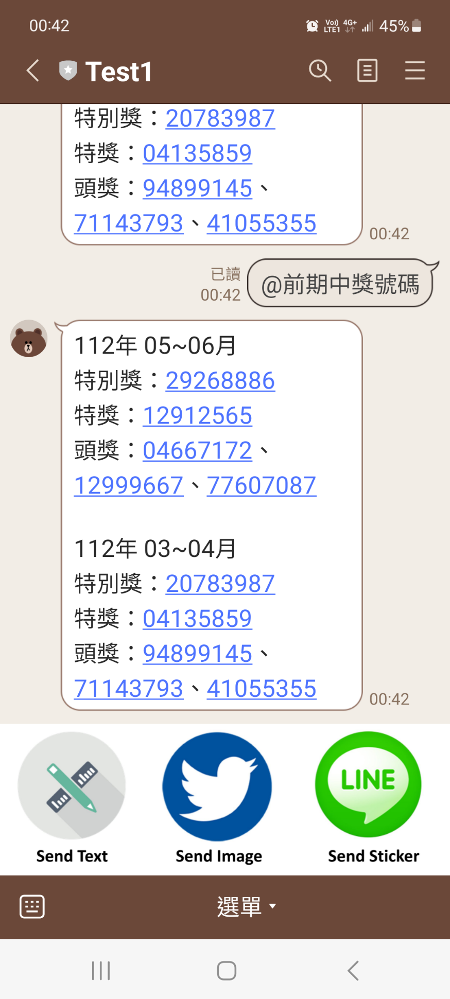 00:42
Vo)) 4G+ 45%
LTE1
Test1
特別獎：20783987
特獎：04135859
頭獎：94899145、
71143793、41055355
00:42
已讀
00:42
@前期中獎號碼
112年 05~06月
特別獎：29268886
特獎：12912565
頭獎：04667172、
12999667、77607087
112年 03~04月
特別獎：20783987
特獎：04135859
頭獎：94899145、
71143793、41055355
00:42
LINE
Send Text
Send Image
Send Sticker
選單